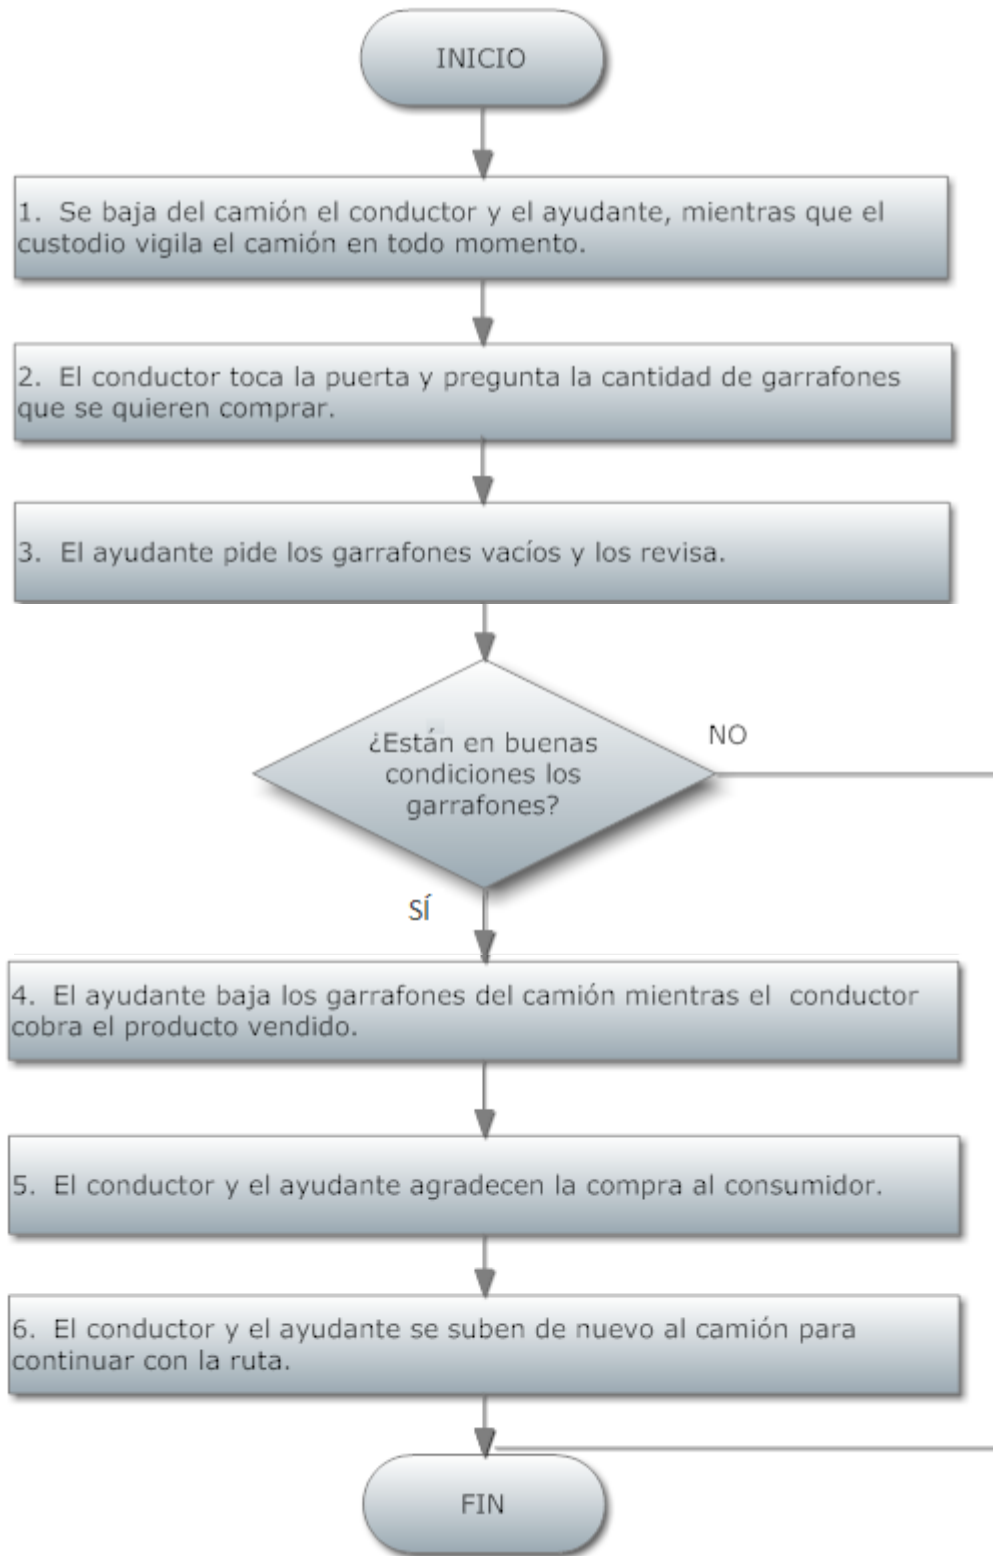 INICIO
1.  Se baja del camión el conductor y el ayudante, mientras que el
custodio vigila el camión en todo momento.
2.  El conductor toca la puerta y pregunta la cantidad de garrafones
que se quieren comprar.
3.  El ayudante pide los garrafones vacíos y los revisa.
¿Están en buenas
condiciones los
garrafones?
NO
SÍ
4.  El ayudante baja los garrafones del camión mientras el  conductor
cobra el producto vendido.
5.  El conductor y el ayudante agradecen la compra al consumidor.
6.  El conductor y el ayudante se suben de nuevo al camión para
continuar con la ruta.
FIN